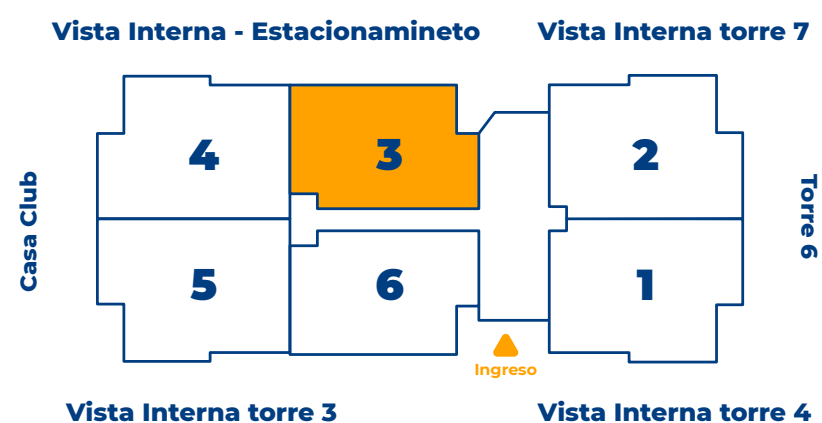 Vista Interna - Estacionamineto
Vista Interna torre 7
4
3
2
Casa Club
Torre 6
5
6
1
Ingreso
Vista Interna torre 3
Vista Interna torre 4